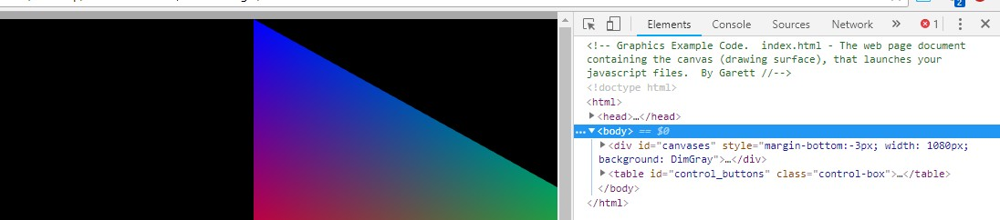 2
Elements Console Sources Network » 1
<!-- Graphics Example Code.  index.html - The web page document
containing the canvas (drawing surface), that launches your
javascript files.  By Garett //-->
<!doctype html>
<html>
<head>…</head>
… <body> == $0
<div id="canvases" style="margin-bottom:-3px; width: 1080px;
background: DimGray">…</div>
<table id="control_buttons" class="control-box">…</table>
</body>
</html>